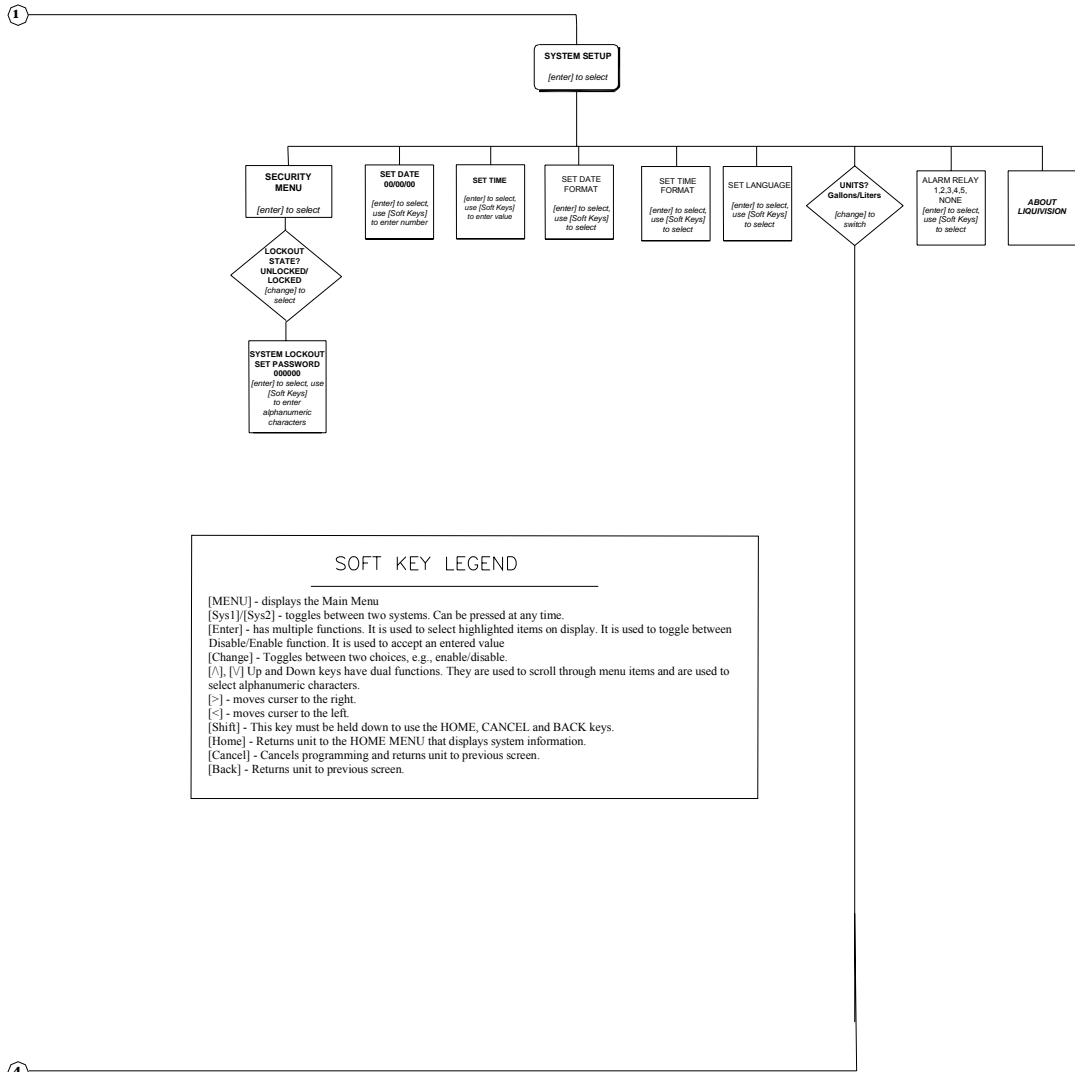 1
SYSTEM SETUP
[enter] to select
SECURITY
MENU
[enter] to select
SET DATE
00/00/00
[enter] to select,
use [Soft Keys]
to enter number
SET TIME
[enter] to select,
use [Soft Keys]
to enter value
SET DATE
FORMAT
[enter] to select,
use [Soft Keys]
to select
SET TIME
FORMAT
[enter] to select,
use [Soft Keys]
to select
SET LANGUAGE
[enter] to select,
use [Soft Keys]
to select
UNITS?
Gallons/Liters
[change] to
switch
ALARM RELAY
1,2,3,4,5,
NONE
[enter] to select,
use [Soft Keys]
to select
ABOUT
LIQUIVISION
LOCKOUT
STATE?
UNLOCKED/
LOCKED
[change] to
select
SYSTEM LOCKOUT
SET PASSWORD
000000
[enter] to select, use
[Soft Keys]
to enter
alphanumeric
characters
SOFT KEY LEGEND
[MENU] - displays the Main Menu
[Sys1]/[Sys2] - toggles between two systems. Can be pressed at any time.
[Enter] - has multiple functions. It is used to select highlighted items on display. It is used to toggle between
Disable/Enable function. It is used to accept an entered value
[Change] - Toggles between two choices, e.g., enable/disable.
[/\], [\/] Up and Down keys have dual functions. They are used to scroll through menu items and are used to
select alphanumeric characters.
[>] - moves curser to the right.
[<] - moves curser to the left.
[Shift] - This key must be held down to use the HOME, CANCEL and BACK keys.
[Home] - Returns unit to the HOME MENU that displays system information.
[Cancel] - Cancels programming and returns unit to previous screen.
[Back] - Returns unit to previous screen.
4